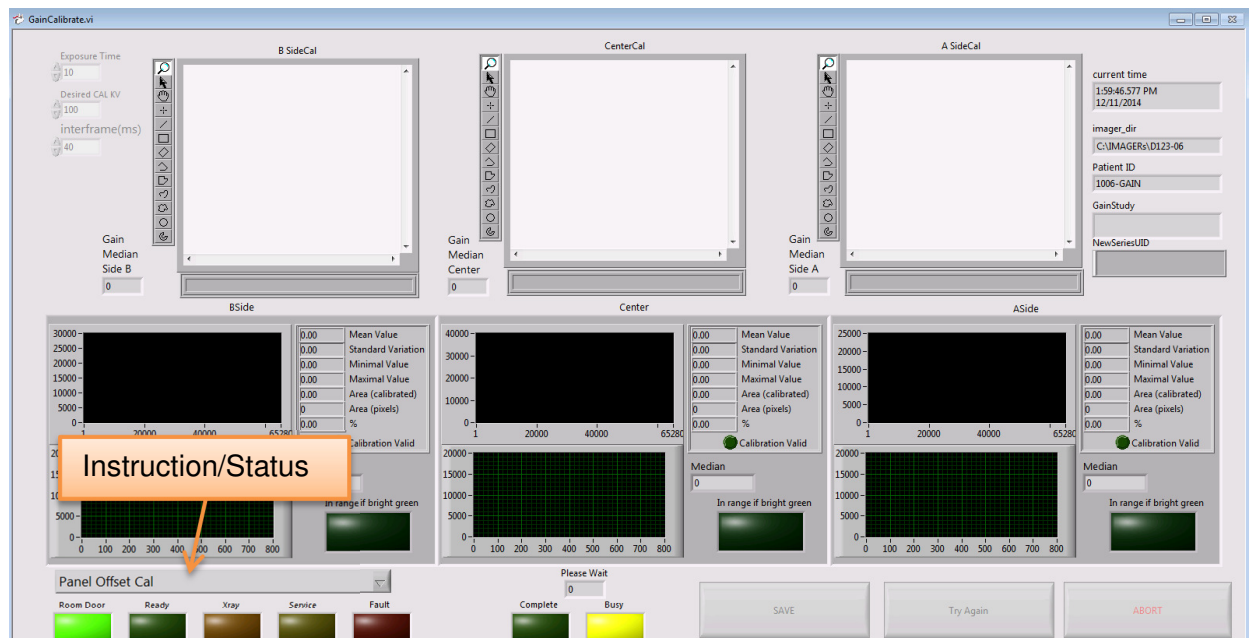 GainCalibrate.vi
Exposure Time
10
Desired CAL KV
100
interframe(ms)
40
B SideCal
Gain
Median
Side B
0
CenterCal
Gain
Median
Center
0
A SideCal
Gain
Median
Side A
0
current time
1:59:46.577 PM
12/11/2014
imager_dir
C:\IMAGERs\D123-06
Patient ID
1006-GAIN
GainStudy
NewSeriesUID
BSide
30000
25000
20000
15000
10000
5000
0
1 20000 40000 65280
0.00 Mean Value
0.00 Standard Variation
0.00 Minimal Value
0.00 Maximal Value
0.00 Area (calibrated)
0 Area (pixels)
0.00 %
Calibration Valid
5000
0
0 100 200 300 400 500 600 700 800
In range if bright green
Instruction/Status
Center
40000
30000
20000
10000
0
1 20000 40000 65280
0.00 Mean Value
0.00 Standard Variation
0.00 Minimal Value
0.00 Maximal Value
0.00 Area (calibrated)
0 Area (pixels)
0.00 %
Calibration Valid
20000
15000
10000
5000
0
0 100 200 300 400 500 600 700 800
Median
0
In range if bright green
ASide
25000
20000
15000
10000
5000
0
1 20000 40000 65280
0.00 Mean Value
0.00 Standard Variation
0.00 Minimal Value
0.00 Maximal Value
0.00 Area (calibrated)
0 Area (pixels)
0.00 %
Calibration Valid
20000
15000
10000
5000
0
0 100 200 300 400 500 600 700 800
Median
0
In range if bright green
Panel Offset Cal
Room Door Ready Xray Service Fault
Please Wait
0
Complete Busy
SAVE
Try Again
ABORT